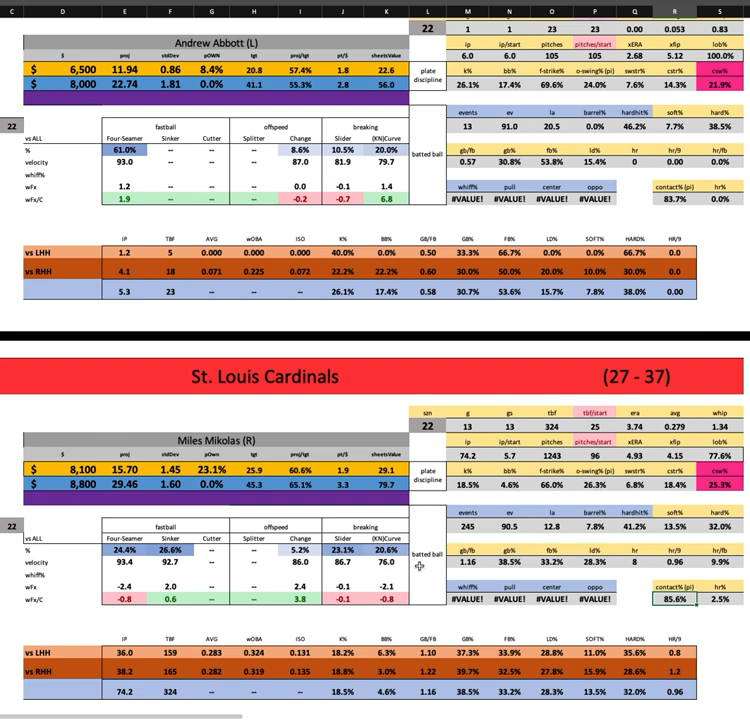 C D E F G H I J K L M N O P Q R S
22 1 1 23 23 0.00 0.053 0.83
Andrew Abbott (L)
ip ip/start pitches pitches/start xERA xfip lob%
6.0 6.0 105 105 2.68 5.12 100.0%
$ proj stdDev pOWN tgt proj/tgt pt/$ sheetsValue
$ 6,500 11.94 0.86 8.4% 20.8 57.4% 1.8 22.6
$ 8,000 22.74 1.81 0.0% 41.1 55.3% 2.8 56.0
plate discipline
k% bb% f-strike% o-swing% (pi) swstr% cstr% csw%
26.1% 17.4% 69.6% 24.0% 7.6% 14.3% 21.9%
events ev la barrel% hardhit% soft% hard%
13 91.0 20.5 0.0% 46.2% 7.7% 38.5%
22 fastball offspeed breaking
vs ALL Four-Seamer Sinker Cutter Splitter Change Slider (KN)Curve
% 61.0% -- -- -- 8.6% 10.5% 20.0%
velocity 93.0 -- -- -- 87.0 81.9 79.7
whiff%
wFx 1.2 -- -- -- 0.0 -0.1 1.4
wFx/C 1.9 -- -- -- -0.2 -0.7 6.8
batted ball
gb/fb gb% fb% ld% hr hr/9 hr/fb
0.57 30.8% 53.8% 15.4% 0 0.00 0.0%
whiff% pull center oppo contact% (pi) hr%
#VALUE! #VALUE! #VALUE! #VALUE! 83.7% 0.0%
IP TBF AVG wOBA ISO K% BB% GB/FB GB% FB% LD% SOFT% HARD% HR/9
vs LHH 1.2 5 0.000 0.000 0.000 40.0% 0.0% 0.50 33.3% 66.7% 0.0% 0.0% 66.7% 0.0
vs RHH 4.1 18 0.071 0.225 0.072 22.2% 22.2% 0.60 30.0% 50.0% 20.0% 10.0% 30.0% 0.0
5.3 23 -- -- -- 26.1% 17.4% 0.58 30.7% 53.6% 15.7% 7.8% 38.0% 0.00
St. Louis Cardinals (27 - 37)
szn g gs tbf tbf/start era avg whip
22 13 13 324 25 3.74 0.279 1.34
Miles Mikolas (R)
ip ip/start pitches pitches/start xERA xfip lob%
74.2 5.7 1243 96 4.93 4.15 77.6%
$ proj stdDev pOwn tgt proj/tgt pt/$ sheetsValue
$ 8,100 15.70 1.45 23.1% 25.9 60.6% 1.9 29.1
$ 8,800 29.46 1.60 0.0% 45.3 65.1% 3.3 79.7
plate discipline
k% bb% f-strike% o-swing% (pi) swstr% cstr% csw%
18.5% 4.6% 66.0% 26.3% 6.8% 18.4% 25.3%
events ev la barrel% hardhit% soft% hard%
245 90.5 12.8 7.8% 41.2% 13.5% 32.0%
22 fastball offspeed breaking
vs ALL Four-Seamer Sinker Cutter Splitter Change Slider (KN)Curve
% 24.4% 26.6% -- -- 5.2% 23.1% 20.6%
velocity 93.4 92.7 -- -- 86.0 86.7 76.0
whiff%
wFx -2.4 2.0 -- -- 2.4 -0.1 -2.1
wFx/C -0.8 0.6 -- -- 3.8 -0.1 -0.8
batted ball
gb/fb gb% fb% ld% hr hr/9 hr/fb
1.16 38.5% 33.2% 28.3% 8 0.96 9.9%
whiff% pull center oppo contact% (pi) hr%
#VALUE! #VALUE! #VALUE! #VALUE! 85.6% 2.5%
IP TBF AVG wOBA ISO K% BB% GB/FB GB% FB% LD% SOFT% HARD% HR/9
vs LHH 36.0 159 0.283 0.324 0.131 18.2% 6.3% 1.10 37.3% 33.9% 28.8% 11.0% 35.6% 0.8
vs RHH 38.2 165 0.282 0.319 0.135 18.8% 3.0% 1.22 39.7% 32.5% 27.8% 15.9% 28.6% 1.2
74.2 324 -- -- -- 18.5% 4.6% 1.16 38.5% 33.2% 28.3% 13.5% 32.0% 0.96